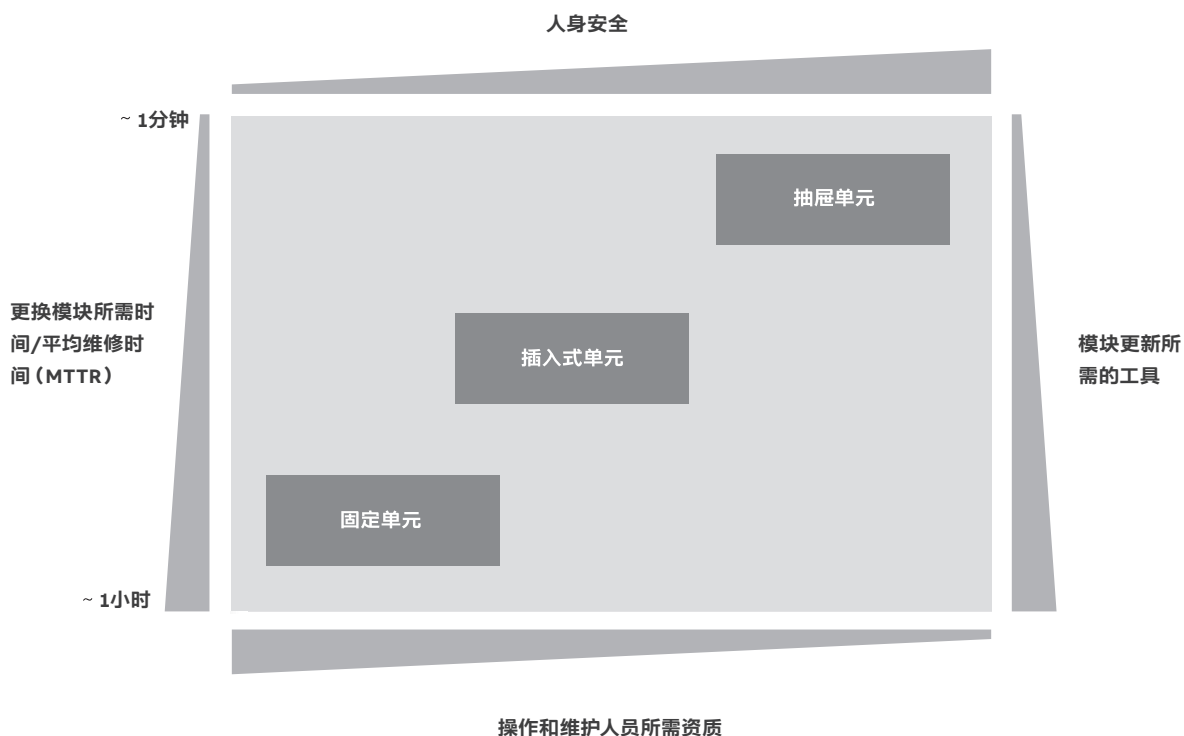 人身安全
~ 1分钟
抽屉单元
更换模块所需时
间/平均维修时
间（MTTR）
插入式单元
模块更新所
需的工具
固定单元
~ 1小时
操作和维护人员所需资质